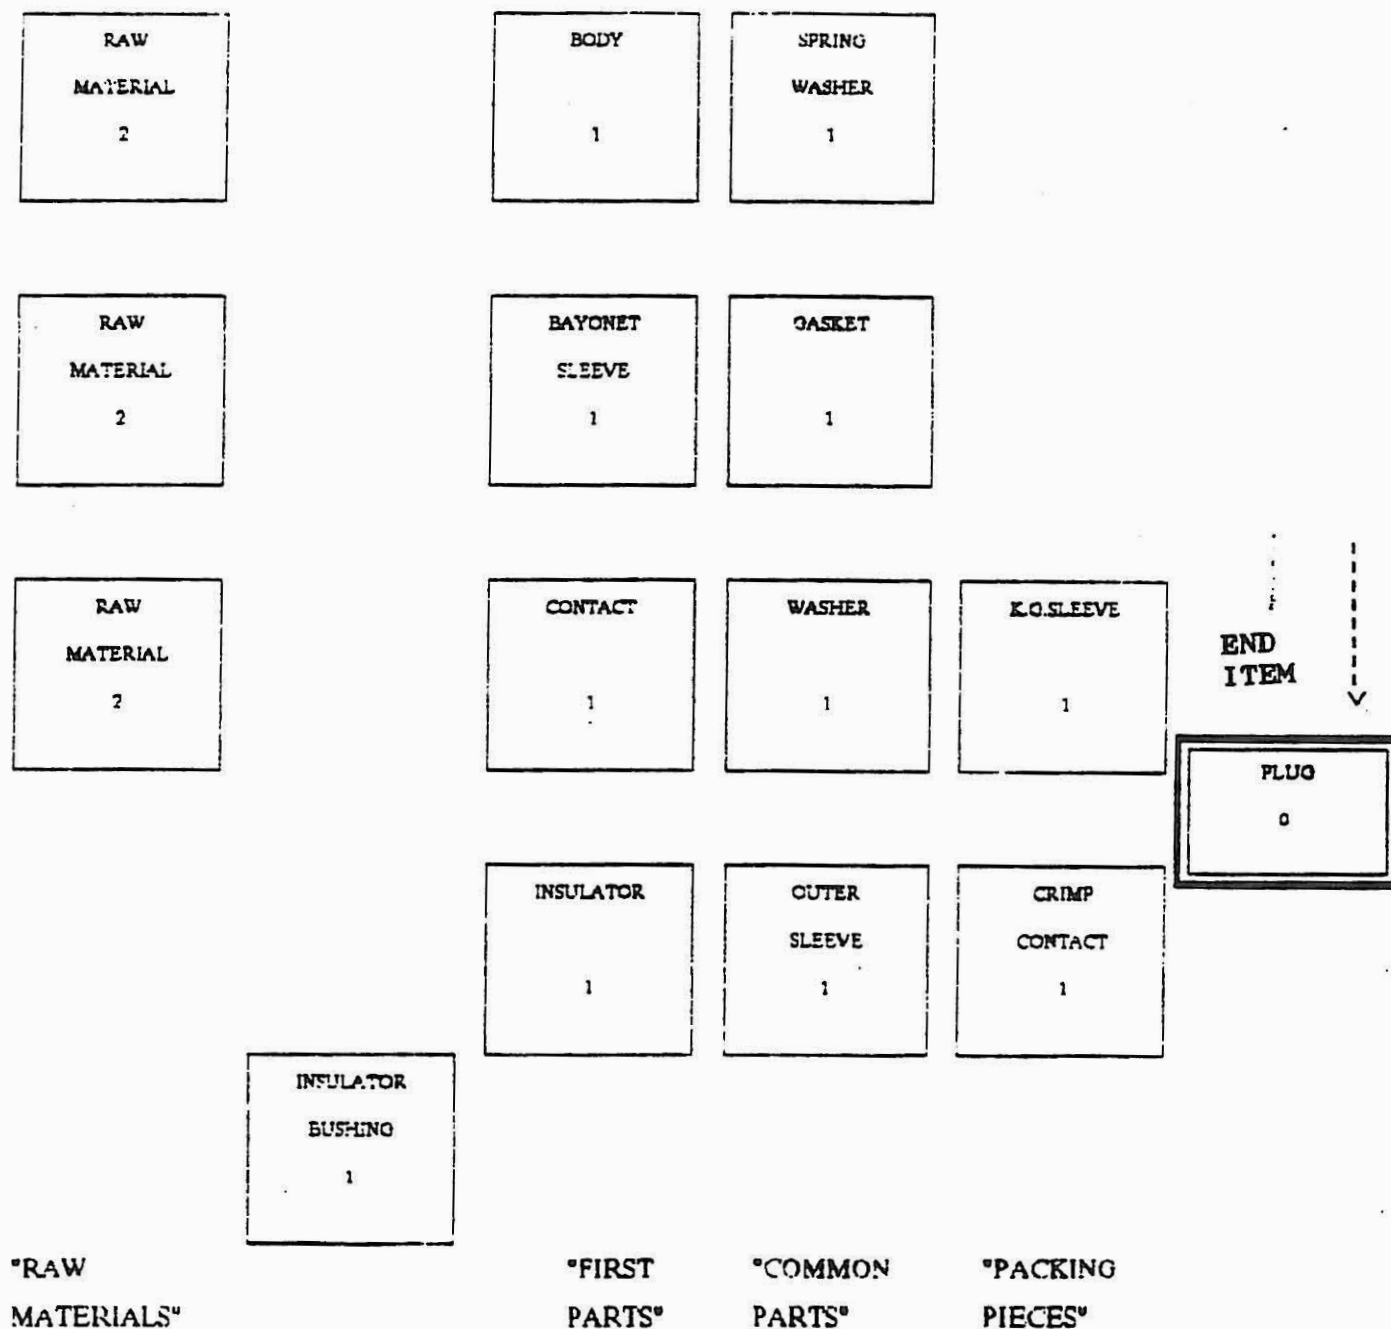 RAW
MATERIAL
2
BODY
1
SPRING
WASHER
1
RAW
MATERIAL
2
BAYONET
SLEEVE
1
GASKET
1
RAW
MATERIAL
2
CONTACT
1
WASHER
1
K.O.SLEEVE
1
END
ITEM
PLUG
0
INSULATOR
1
OUTER
SLEEVE
1
CRIMP
CONTACT
1
INSULATOR
BUSHING
1
"RAW
MATERIALS"
"FIRST
PARTS"
"COMMON
PARTS"
"PACKING
PIECES"